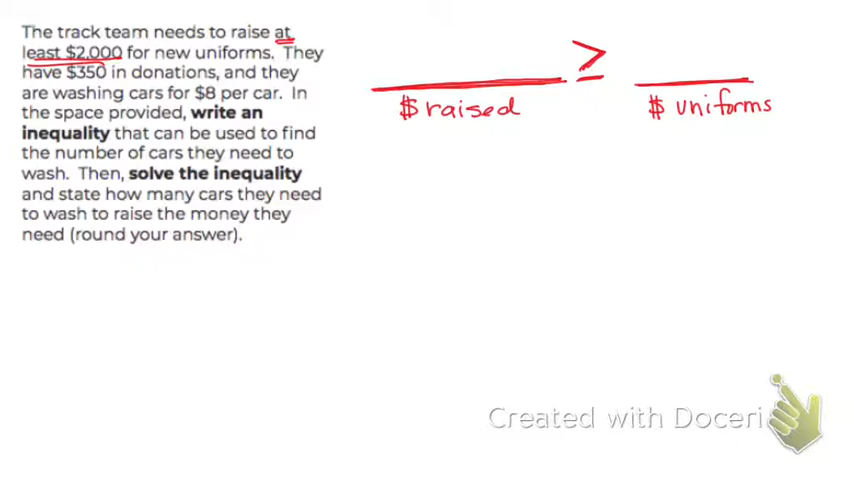 The track team needs to raise at
least $2,000 for new uniforms. They
have $350 in donations, and they
are washing cars for $8 per car. In
the space provided, write an
inequality that can be used to find
the number of cars they need to
wash. Then, solve the inequality
and state how many cars they need
to wash to raise the money they
need (round your answer).
≥
$ raised $ uniforms
Created with Doceri